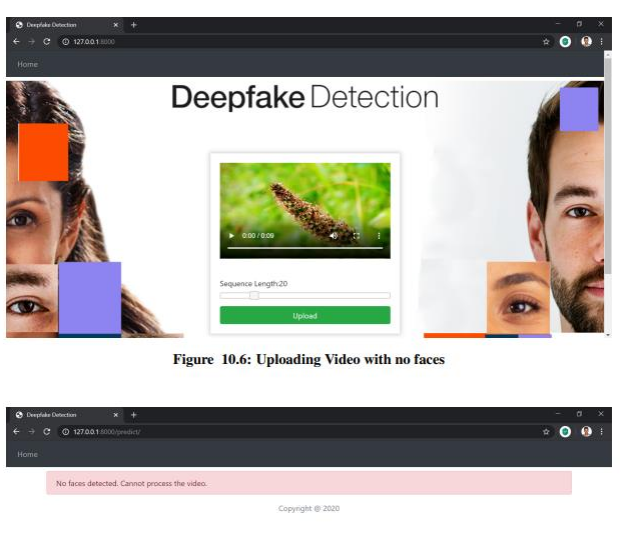 Deepfake Detection
127.0.0.1:8000
Home
Deepfake Detection
0:00 / 0:09
Sequence Length:20
Upload
Figure 10.6: Uploading Video with no faces
Deepfake Detection
127.0.0.1:8000/predict/
Home
No faces detected. Cannot process the video.
Copyright @ 2020